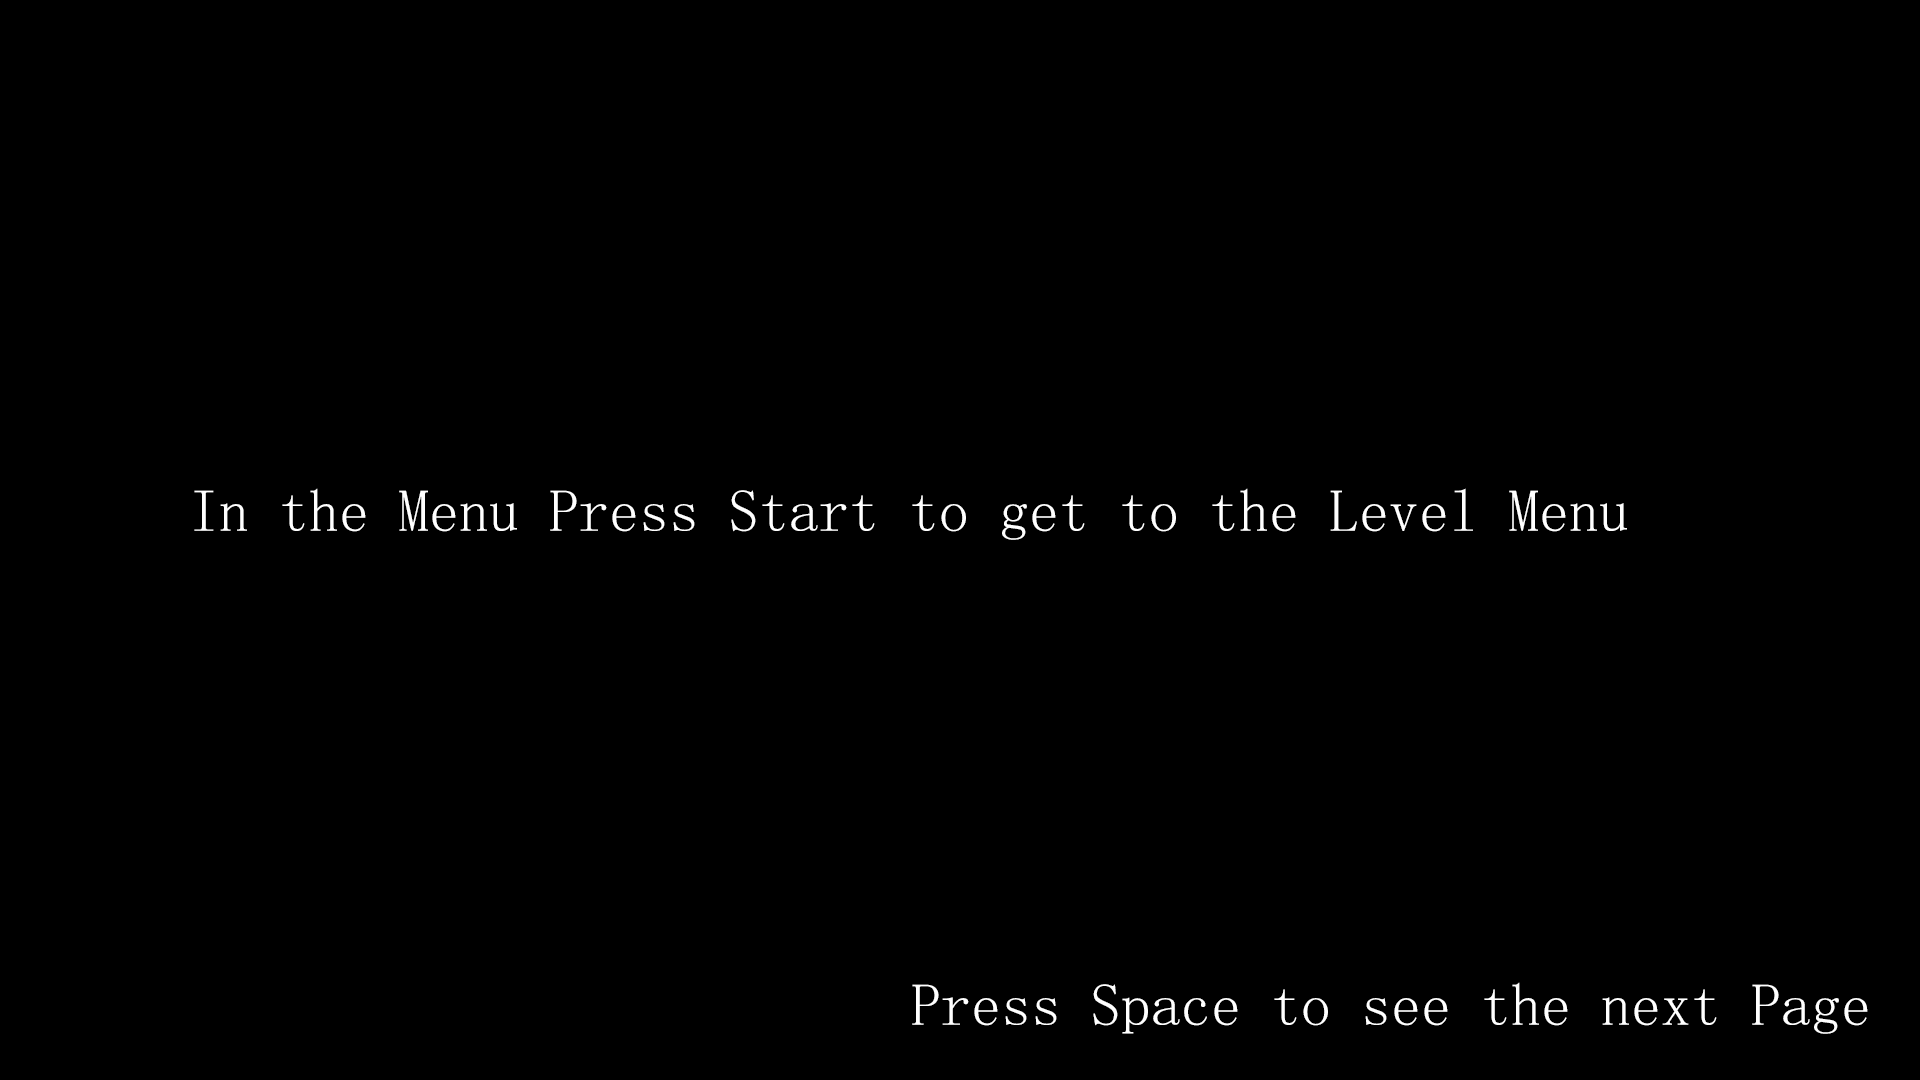 In the Menu Press Start to get to the Level Menu
Press Space to see the next Page